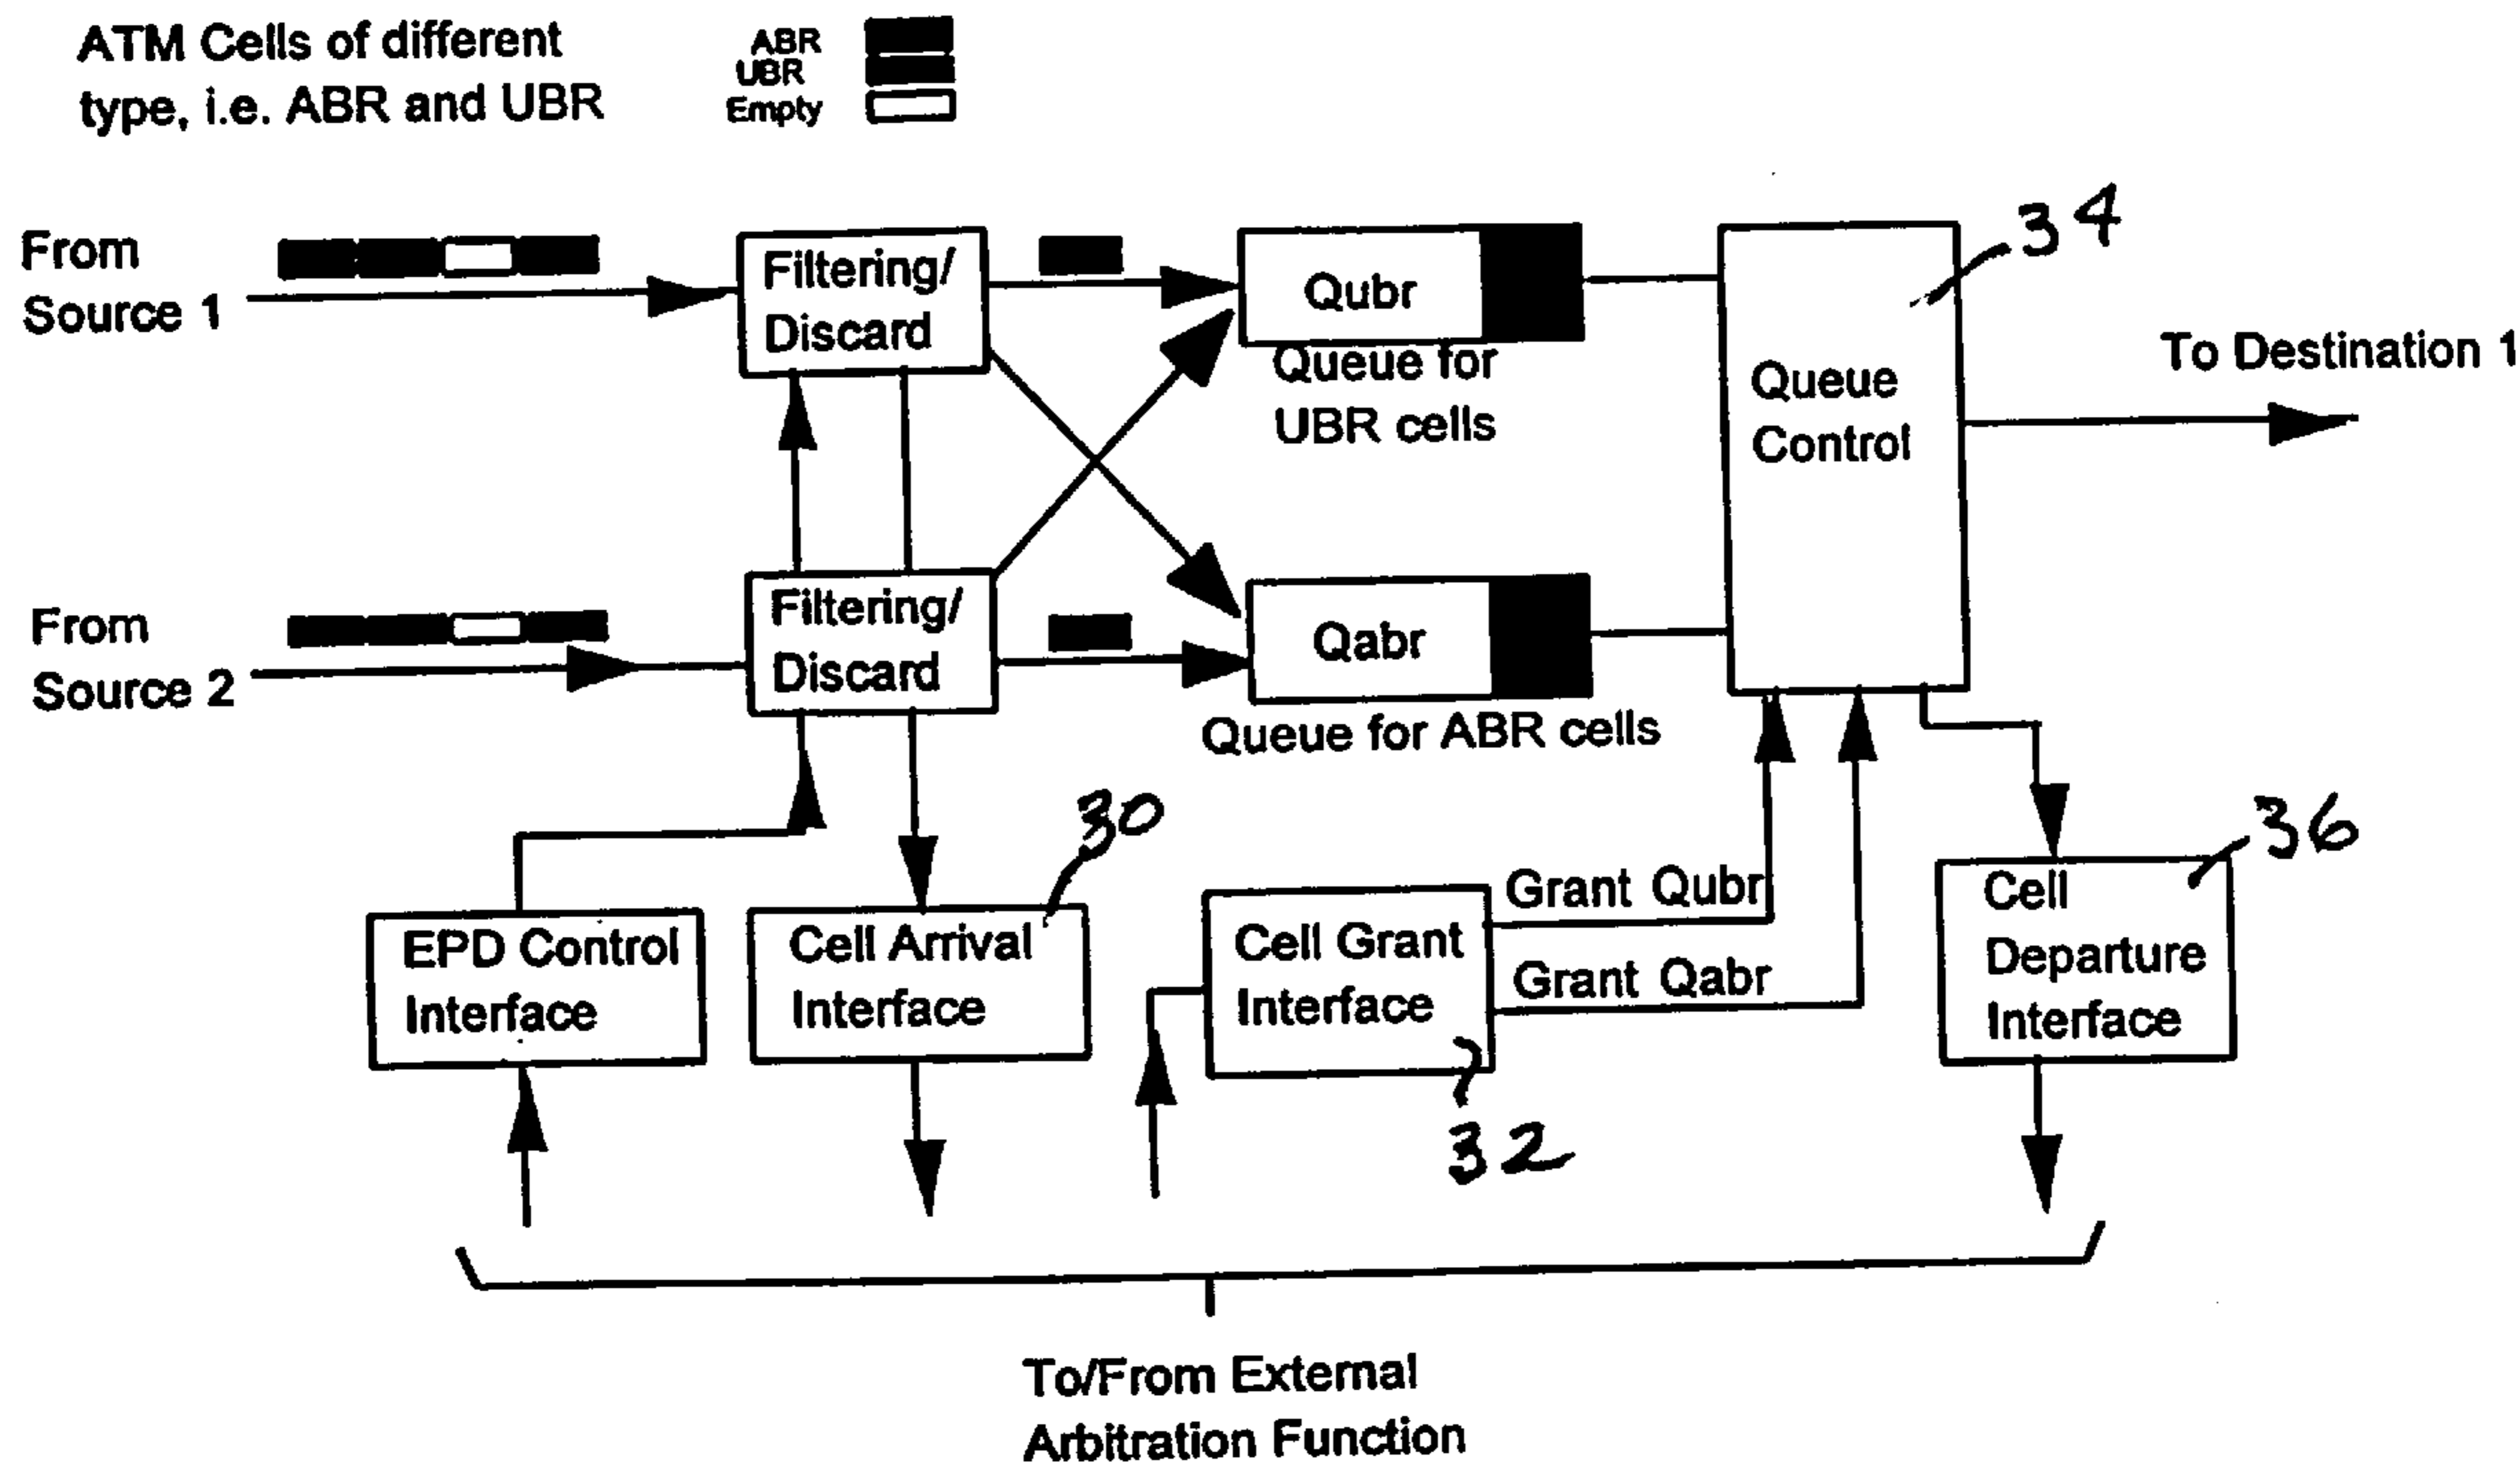 ATM Cells of different
type, i.e. ABR and UBR
ABR
UBR
Empty
From
Source 1
Filtering/
Discard
Qubr
Queue for
UBR cells
Queue
Control
34
To Destination 1
From
Source 2
Filtering/
Discard
Qabr
Queue for ABR cells
EPD Control
Interface
Cell Arrival
Interface
30
Cell Grant
Interface
32
Grant Qubr
Grant Qabr
Cell
Departure
Interface
36
To/From External
Arbitration Function